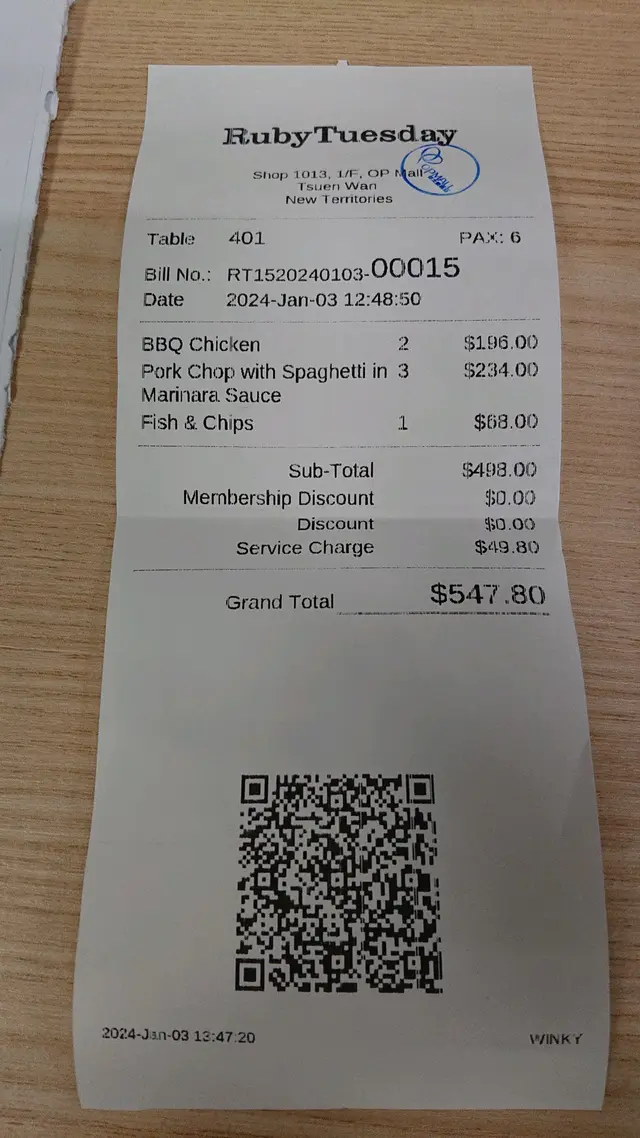 RubyTuesday
Shop 1013, 1/F, OP Mall
Tsuen Wan
New Territories
Table 401 PAX: 6
Bill No.: RT1520240103-00015
Date 2024-Jan-03 12:48:50
BBQ Chicken 2 $196.00
Pork Chop with Spaghetti in 3 $234.00
Marinara Sauce
Fish & Chips 1 $68.00
Sub-Total $498.00
Membership Discount $0.00
Discount $0.00
Service Charge $49.80
Grand Total $547.80
2024-Jan-03 13:47:20 WINKY